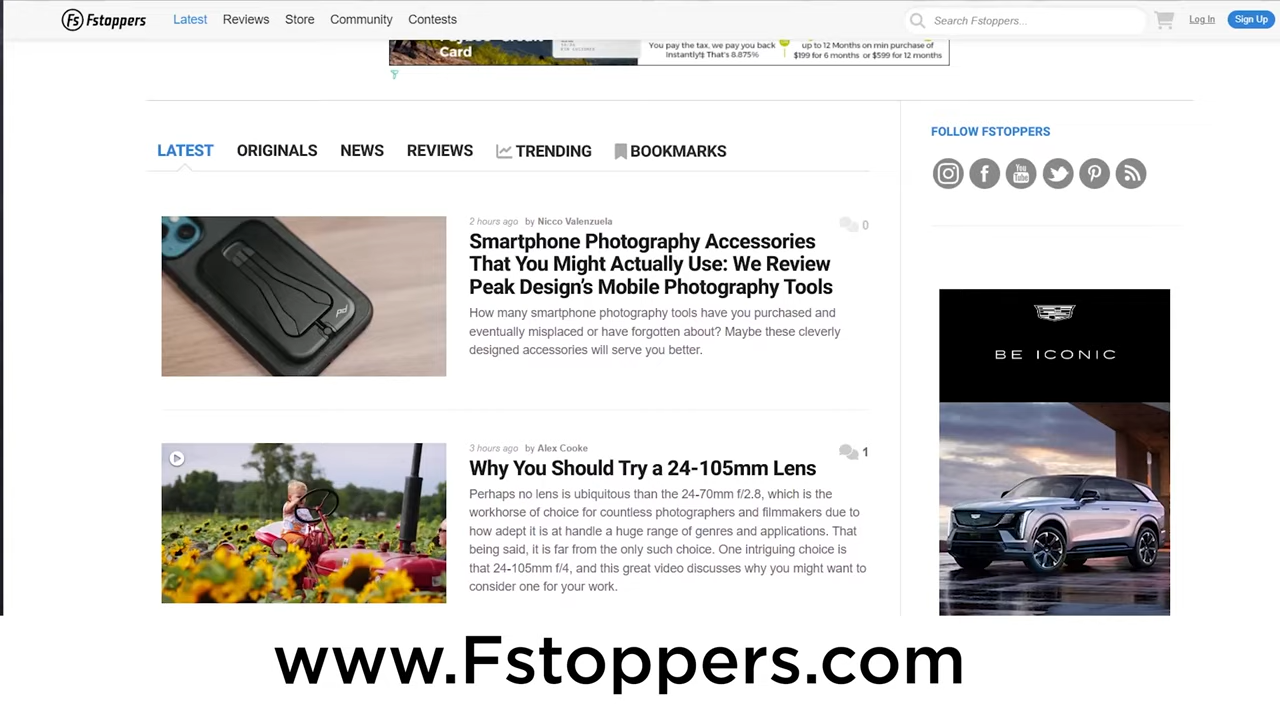 Fs Fstoppers Latest Reviews Store Community Contests Search Fstoppers... Log In Sign Up
Card
You pay the tax, we pay you back
instantly‡ That's 8.875%
up to 12 Months on min purchase of
$199 for 6 months or $599 for 12 months
LATEST ORIGINALS NEWS REVIEWS TRENDING BOOKMARKS
FOLLOW FSTOPPERS
You
Tube
2 hours ago by Nicco Valenzuela 0
Smartphone Photography Accessories
That You Might Actually Use: We Review
Peak Design's Mobile Photography Tools
How many smartphone photography tools have you purchased and
eventually misplaced or have forgotten about? Maybe these cleverly
designed accessories will serve you better.
pd
BE ICONIC
3 hours ago by Alex Cooke 1
Why You Should Try a 24-105mm Lens
Perhaps no lens is ubiquitous than the 24-70mm f/2.8, which is the
workhorse of choice for countless photographers and filmmakers due to
how adept it is at handle a huge range of genres and applications. That
being said, it is far from the only such choice. One intriguing choice is
that 24-105mm f/4, and this great video discusses why you might want to
consider one for your work.
www.Fstoppers.com